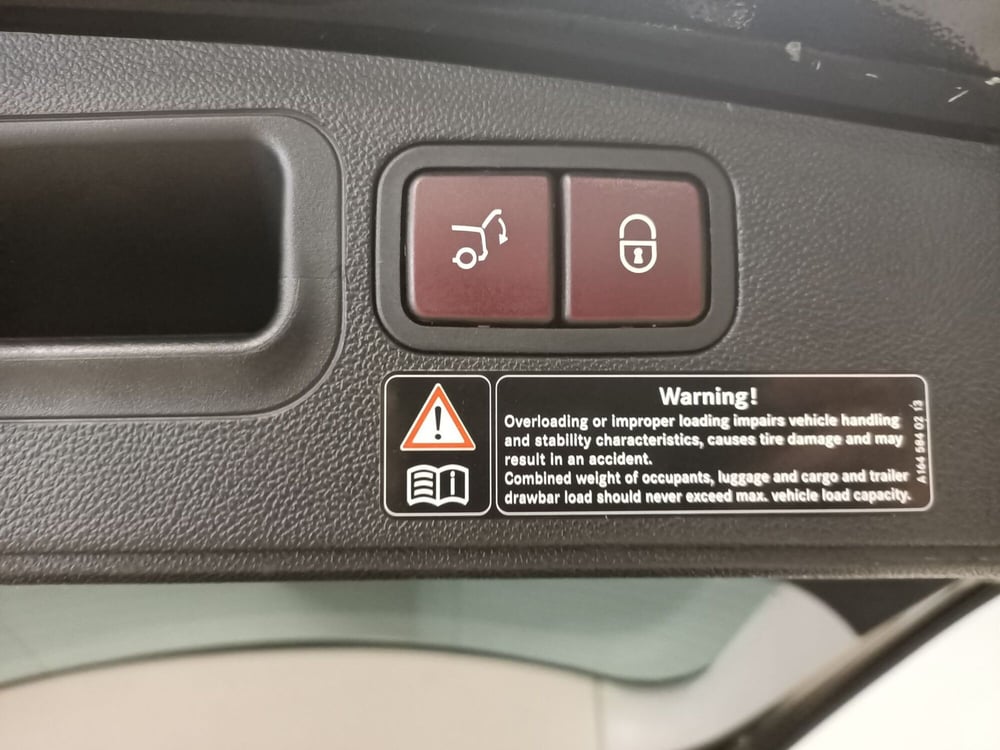 Warning!
Overloading or improper loading impairs vehicle handling
and stability characteristics, causes tire damage and may
result in an accident.
Combined weight of occupants, luggage and cargo and trailer
drawbar load should never exceed max. vehicle load capacity.
A164 584 02 13